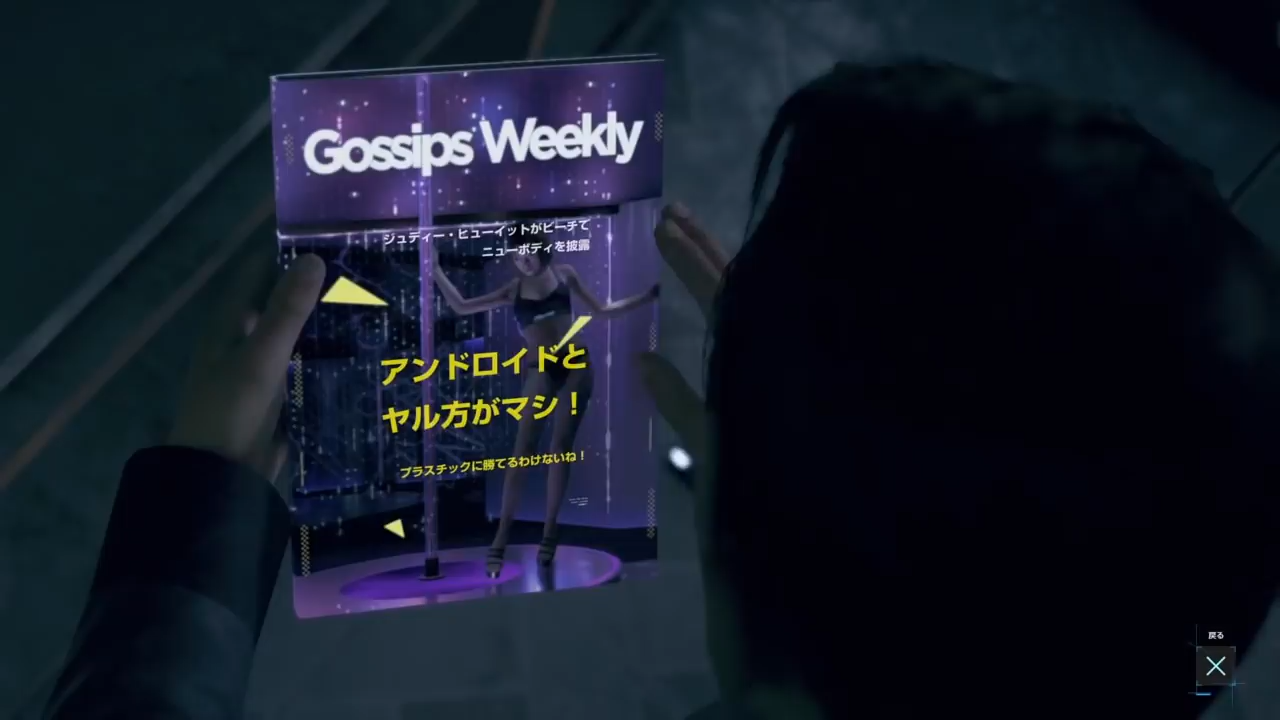 Gossips Weekly
ジュディー・ヒューイットがビーチで
ニューボディを披露
アンドロイドと
ヤル方がマシ！
プラスチックに勝てるわけないね！
戻る